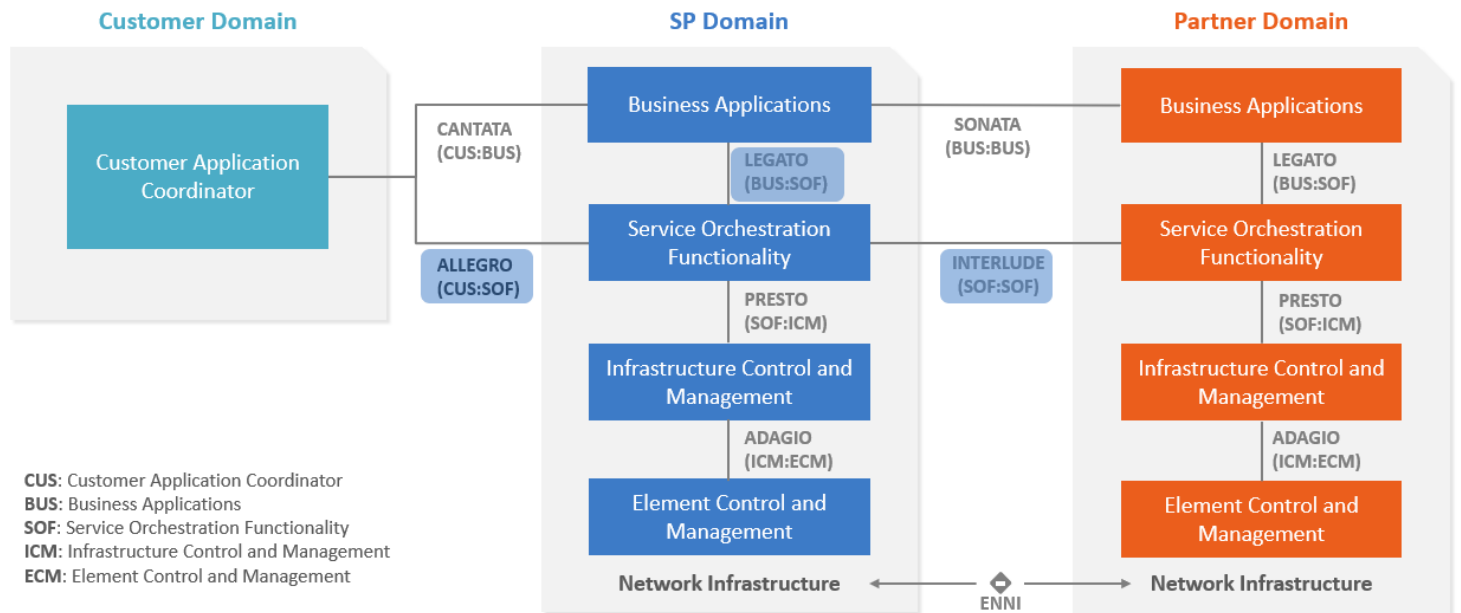 Customer Domain
SP Domain
Partner Domain
Customer Application
Coordinator
CANTATA
(CUS:BUS)
ALLEGRO
(CUS:SOF)
Business Applications
LEGATO
(BUS:SOF)
Service Orchestration
Functionality
PRESTO
(SOF:ICM)
Infrastructure Control and
Management
ADAGIO
(ICM:ECM)
Element Control and
Management
Network Infrastructure
SONATA
(BUS:BUS)
INTERLUDE
(SOF:SOF)
ENNI
Business Applications
LEGATO
(BUS:SOF)
Service Orchestration
Functionality
PRESTO
(SOF:ICM)
Infrastructure Control and
Management
ADAGIO
(ICM:ECM)
Element Control and
Management
Network Infrastructure
CUS: Customer Application Coordinator
BUS: Business Applications
SOF: Service Orchestration Functionality
ICM: Infrastructure Control and Management
ECM: Element Control and Management